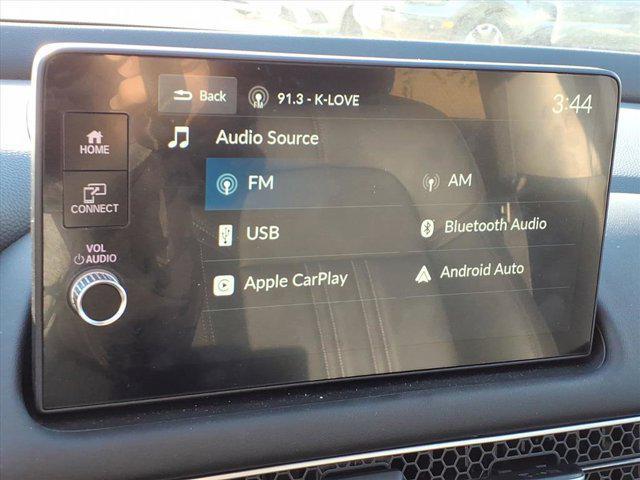 Back
FM
91.3 - K-LOVE
3:44
HOME
Audio Source
FM
AM
CONNECT
USB
Bluetooth Audio
VOL
AUDIO
Apple CarPlay
Android Auto